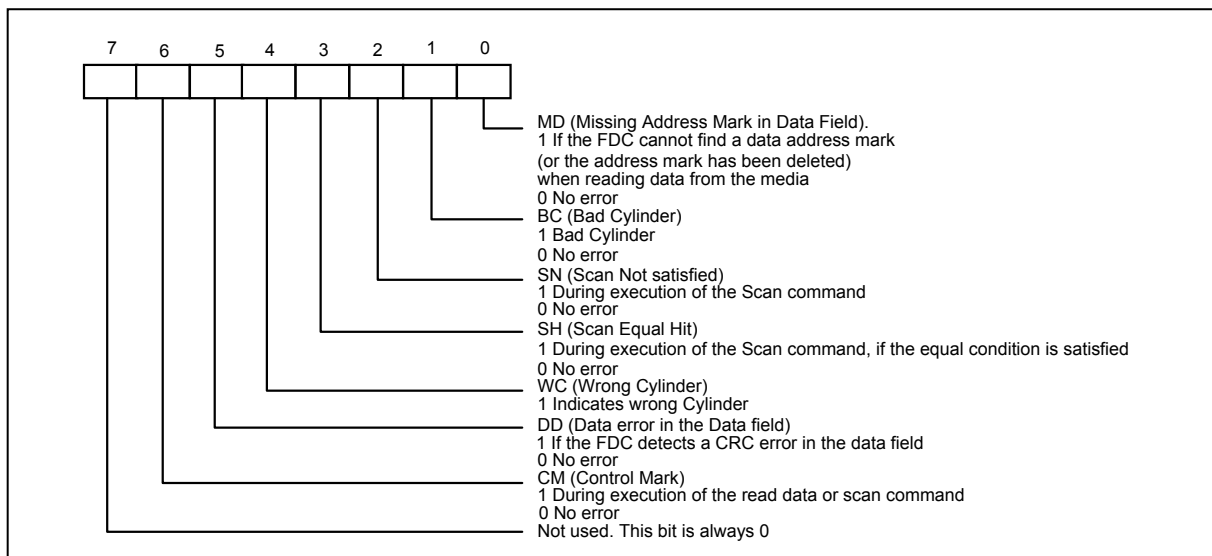 7 6 5 4 3 2 1 0
MD (Missing Address Mark in Data Field).
1 If the FDC cannot find a data address mark
(or the address mark has been deleted)
when reading data from the media
0 No error
BC (Bad Cylinder)
1 Bad Cylinder
0 No error
SN (Scan Not satisfied)
1 During execution of the Scan command
0 No error
SH (Scan Equal Hit)
1 During execution of the Scan command, if the equal condition is satisfied
0 No error
WC (Wrong Cylinder)
1 Indicates wrong Cylinder
DD (Data error in the Data field)
1 If the FDC detects a CRC error in the data field
0 No error
CM (Control Mark)
1 During execution of the read data or scan command
0 No error
Not used. This bit is always 0